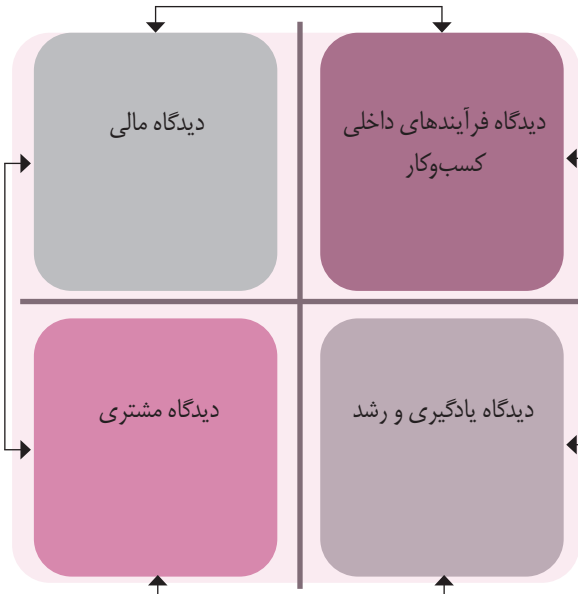 دیدگاه فرآیندهای داخلی
کسب‌وکار
دیدگاه مالی
دیدگاه یادگیری و رشد
دیدگاه مشتری